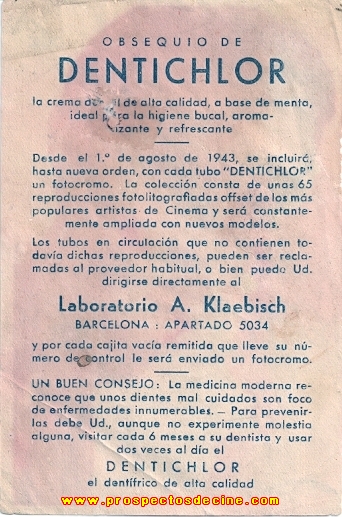 OBSEQUIO DE
DENTICHLOR
la crema de alta calidad, a base de menta,
ideal para la higiene bucal, aroma-
izante y refrescante
Desde el 1.º de agosto de 1943, se incluirá,
hasta nueva orden, con cada tubo "DENTICHLOR"
un fotocromo. La colección consta de unas 65
reproducciones fotolitografiadas offset de los más
populares artistas de Cinema y será constante-
mente ampliada con nuevos modelos.
Los tubos en circulación que no contienen to-
davía dichas reproducciones, pueden ser recla-
madas al proveedor habitual, o bien puede Ud.
dirigirse directamente al
Laboratorio A. Klaebisch
BARCELONA : APARTADO 5034
y por cada cajita vacía remitida que lleve su nú-
mero de control le será enviado un fotocromo.
UN BUEN CONSEJO: La medicina moderna re-
conoce que unos dientes mal cuidados son foco
de enfermedades innumerables. — Para prevenir-
las debe Ud., aunque no experimente molestia
alguna, visitar cada 6 meses a su dentista y usar
dos veces al día el
DENTICHLOR
el dentífrico de alta calidad
www.prospectosdecine.com